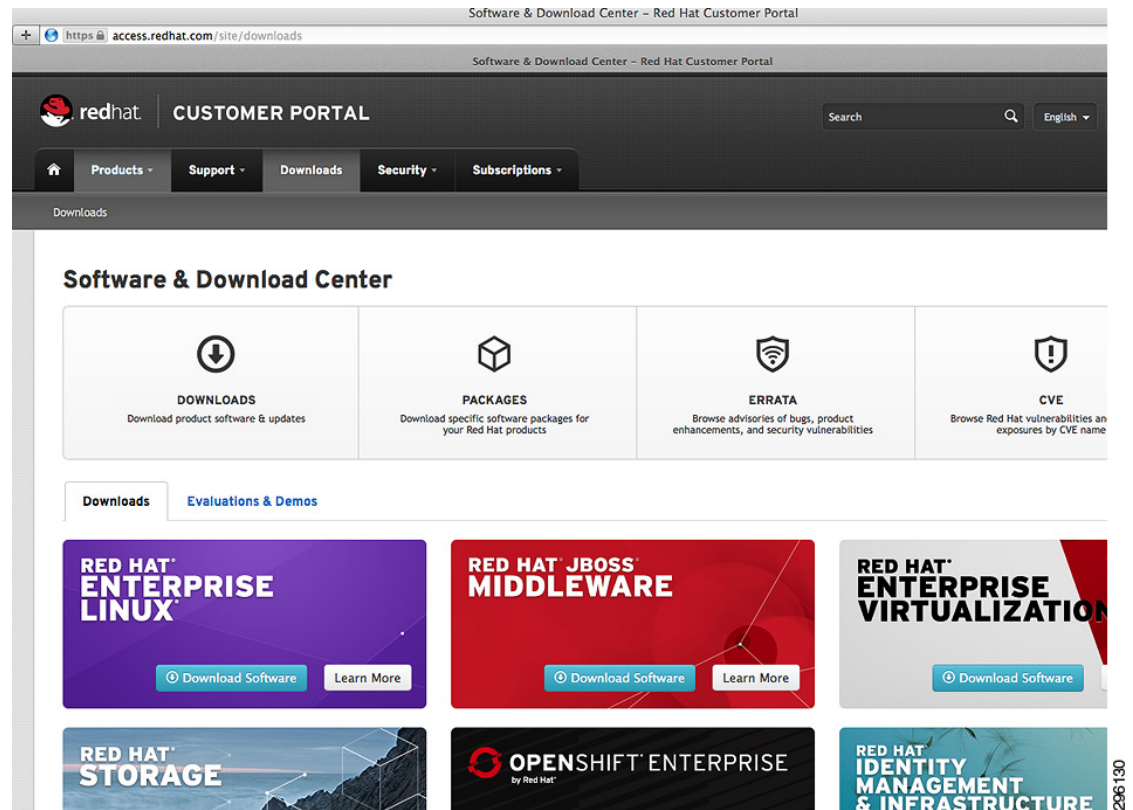 Software & Download Center – Red Hat Customer Portal
+ https access.redhat.com/site/downloads
Software & Download Center – Red Hat Customer Portal
redhat. CUSTOMER PORTAL
Search
English
Products
Support
Downloads
Security
Subscriptions
Downloads
Software & Download Center
DOWNLOADS
Download product software & updates
PACKAGES
Download specific software packages for
your Red Hat products
ERRATA
Browse advisories of bugs, product
enhancements, and security vulnerabilities
CVE
Browse Red Hat vulnerabilities an
exposures by CVE name
Downloads
Evaluations & Demos
RED HAT®
ENTERPRISE
LINUX®
Download Software
Learn More
RED HAT® JBOSS®
MIDDLEWARE
Download Software
Learn More
RED HAT®
ENTERPRISE
VIRTUALIZATION
Download Software
RED HAT®
STORAGE
OPENSHIFT® ENTERPRISE
by Red Hat®
RED HAT®
IDENTITY
MANAGEMENT
& INFRASTRUCTURE
296130